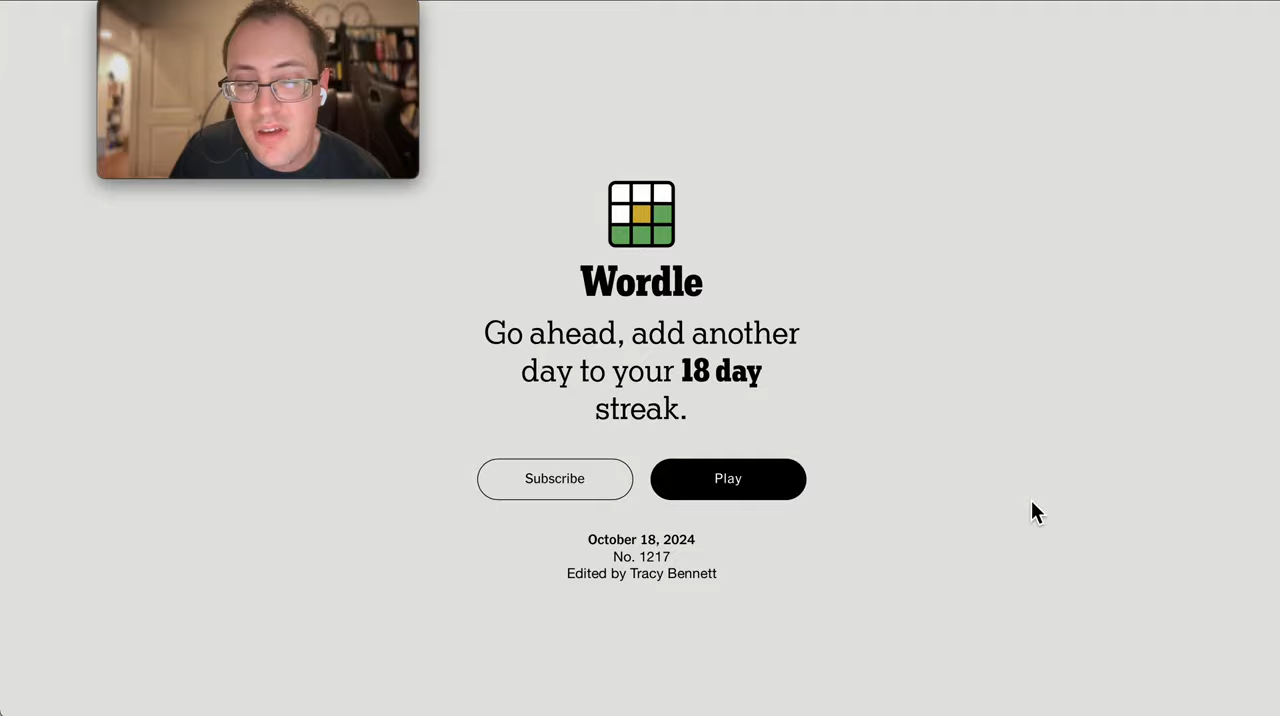 Wordle
Go ahead, add another
day to your 18 day
streak.
Subscribe
Play
October 18, 2024
No. 1217
Edited by Tracy Bennett